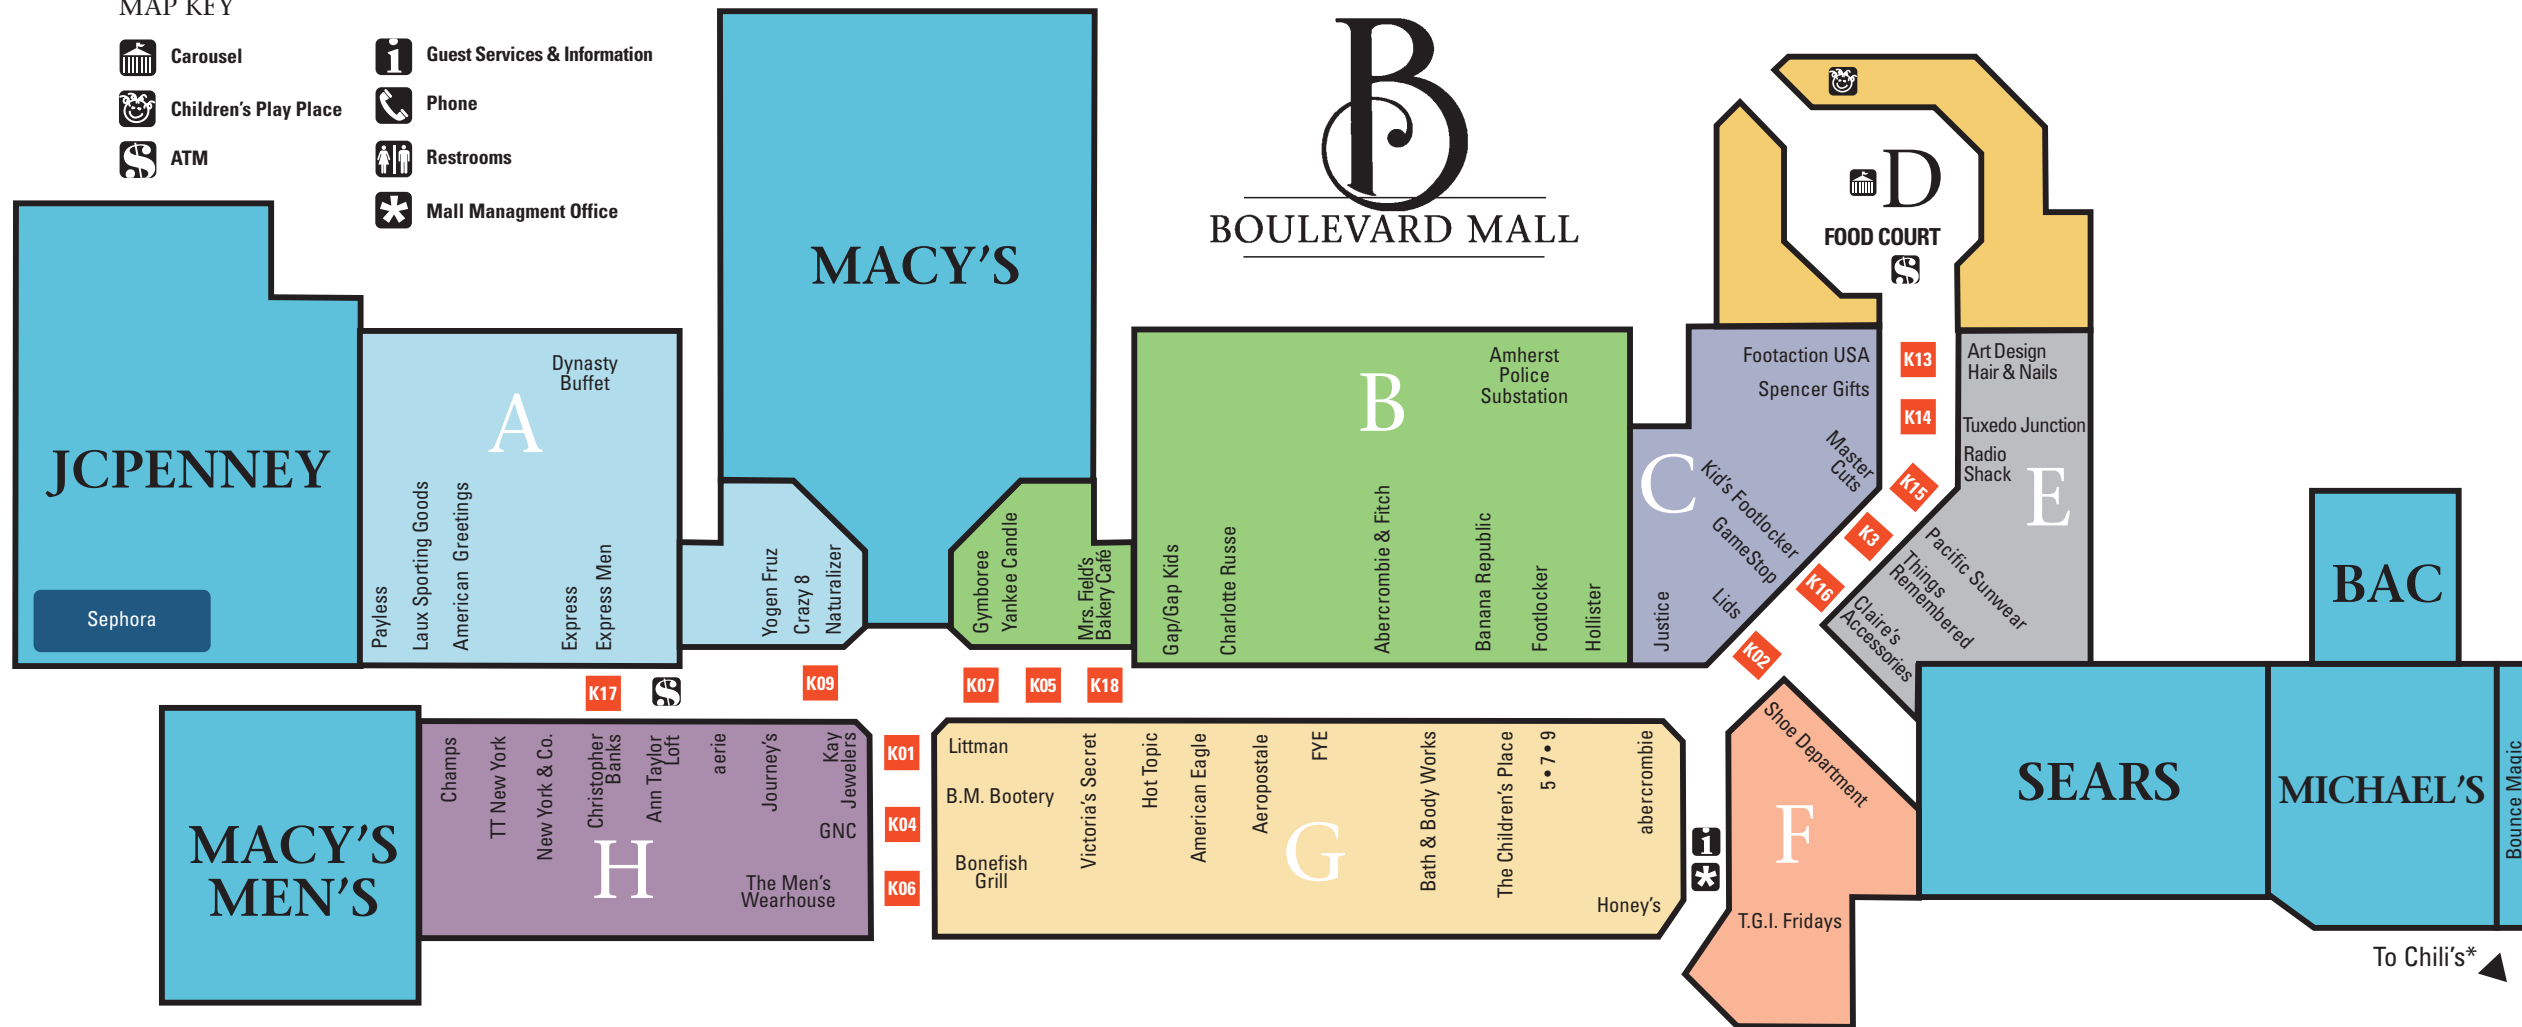 MAP KEY
Carousel
Children's Play Place
ATM
Guest Services & Information
Phone
Restrooms
Mall Managment Office
B
BOULEVARD MALL
JCPENNEY
Sephora
A
Dynasty
Buffet
Payless
Laux Sporting Goods
American Greetings
Express
Express Men
MACY'S
Yogen Fruz
Crazy 8
Naturalizer
Gymboree
Yankee Candle
Mrs. Field's
Bakery Café
B
Amherst
Police
Substation
Gap/Gap Kids
Charlotte Russe
Abercrombie & Fitch
Banana Republic
Footlocker
Hollister
C
Footaction USA
Spencer Gifts
Master
Cuts
Kid's Footlocker
GameStop
Lids
Justice
D
FOOD COURT
K13
K14
K15
K3
K16
K02
E
Art Design
Hair & Nails
Tuxedo Junction
Radio
Shack
Pacific Sunwear
Things
Remembered
Claire's
Accessories
K17
K09
K07
K05
K18
MACY'S
MEN'S
H
Champs
TT New York
New York & Co.
Christopher
Banks
Ann Taylor
Loft
aerie
Journey's
Kay
Jewelers
GNC
The Men's
Wearhouse
K01
K04
K06
G
Littman
B.M. Bootery
Bonefish
Grill
Victoria's Secret
Hot Topic
American Eagle
Aeropostale
FYE
Bath & Body Works
The Children's Place
5•7•9
abercrombie
Honey's
F
Shoe Department
T.G.I. Fridays
SEARS
BAC
MICHAEL'S
Bounce Magic
To Chili's*